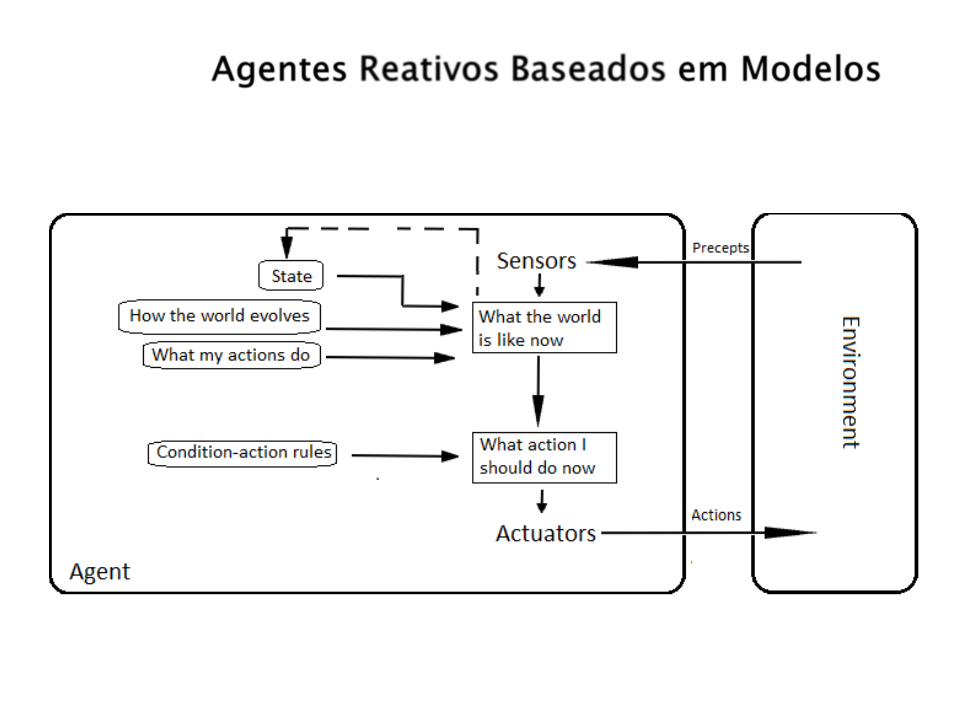 Agentes Reativos Baseados em Modelos
Precepts
Sensors
State
How the world evolves
What the world
is like now
What my actions do
Environment
Condition-action rules
What action I
should do now
Actions
Actuators
Agent